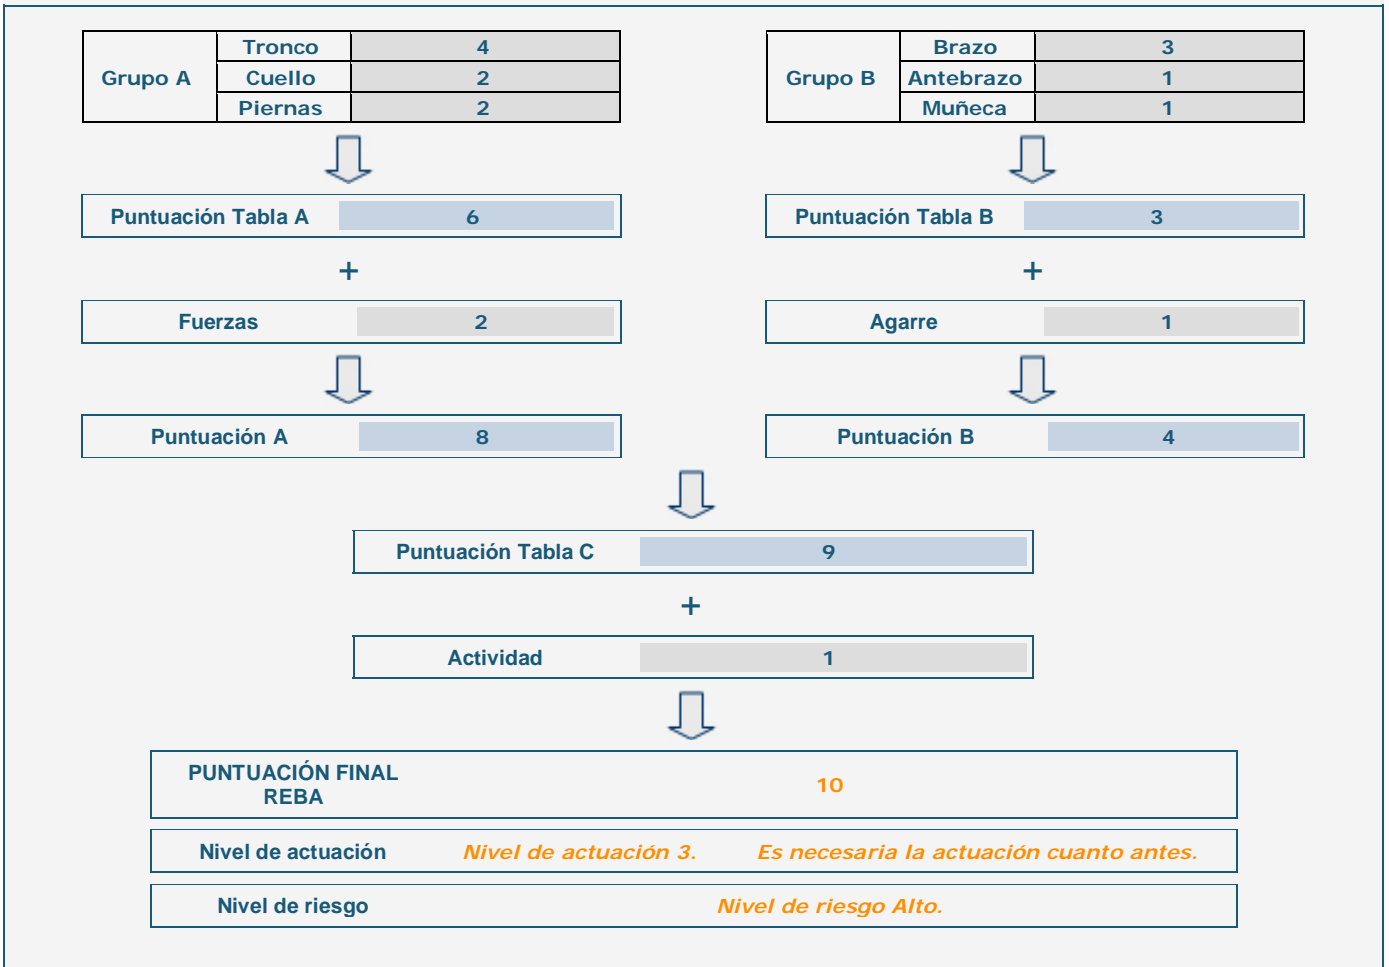 Grupo A
Tronco 4
Cuello 2
Piernas 2
Grupo B
Brazo 3
Antebrazo 1
Muñeca 1
Puntuación Tabla A 6
Puntuación Tabla B 3
+
+
Fuerzas 2
Agarre 1
Puntuación A 8
Puntuación B 4
Puntuación Tabla C 9
+
Actividad 1
PUNTUACIÓN FINAL
REBA
10
Nivel de actuación Nivel de actuación 3. Es necesaria la actuación cuanto antes.
Nivel de riesgo Nivel de riesgo Alto.